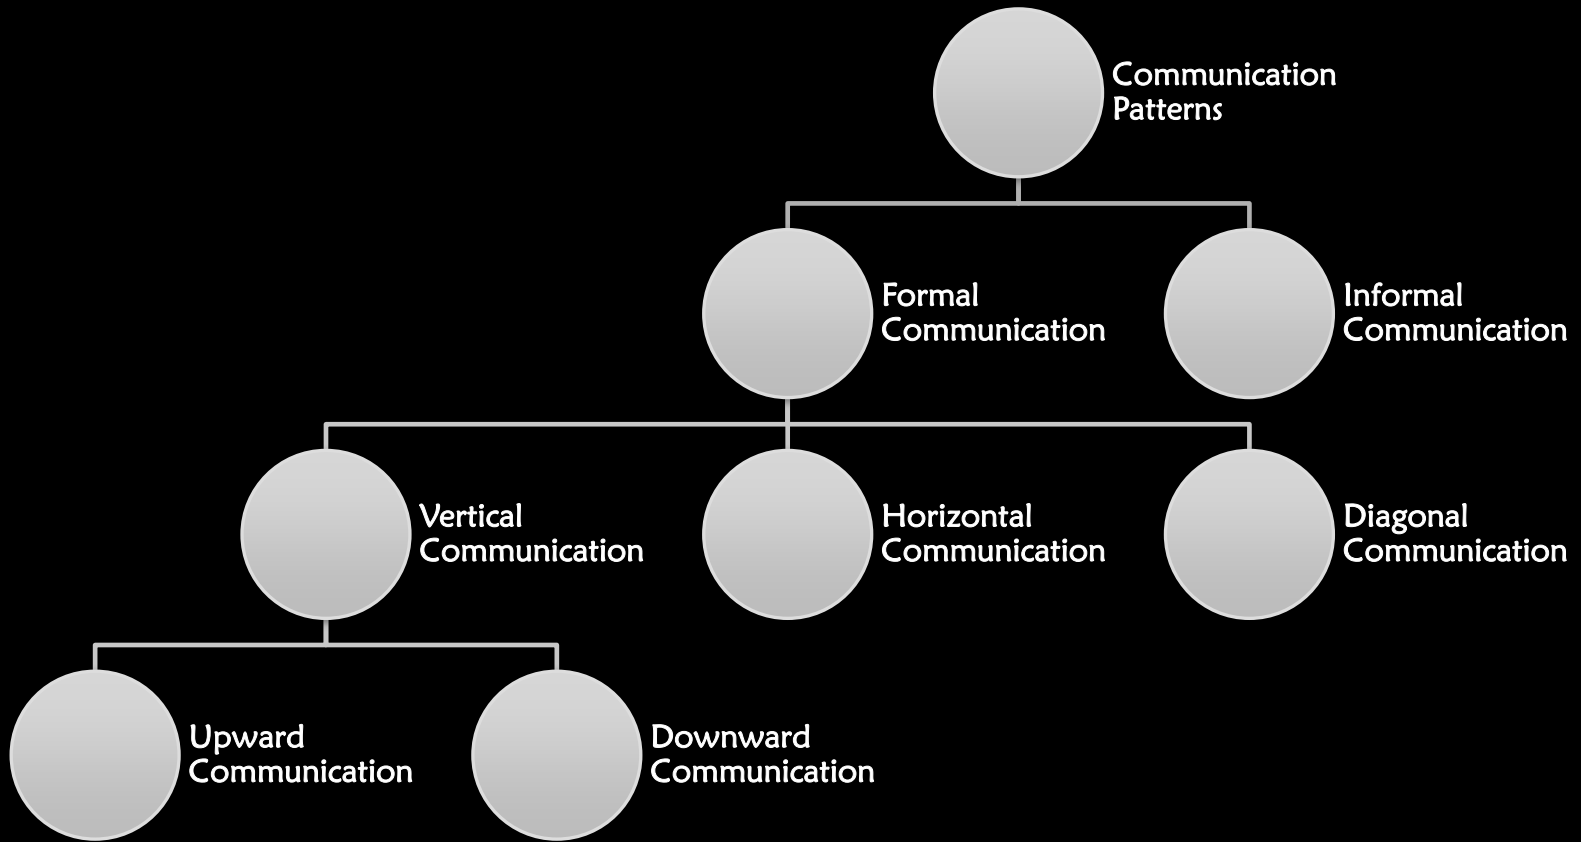 Communication
Patterns
Formal
Communication
Informal
Communication
Vertical
Communication
Horizontal
Communication
Diagonal
Communication
Upward
Communication
Downward
Communication